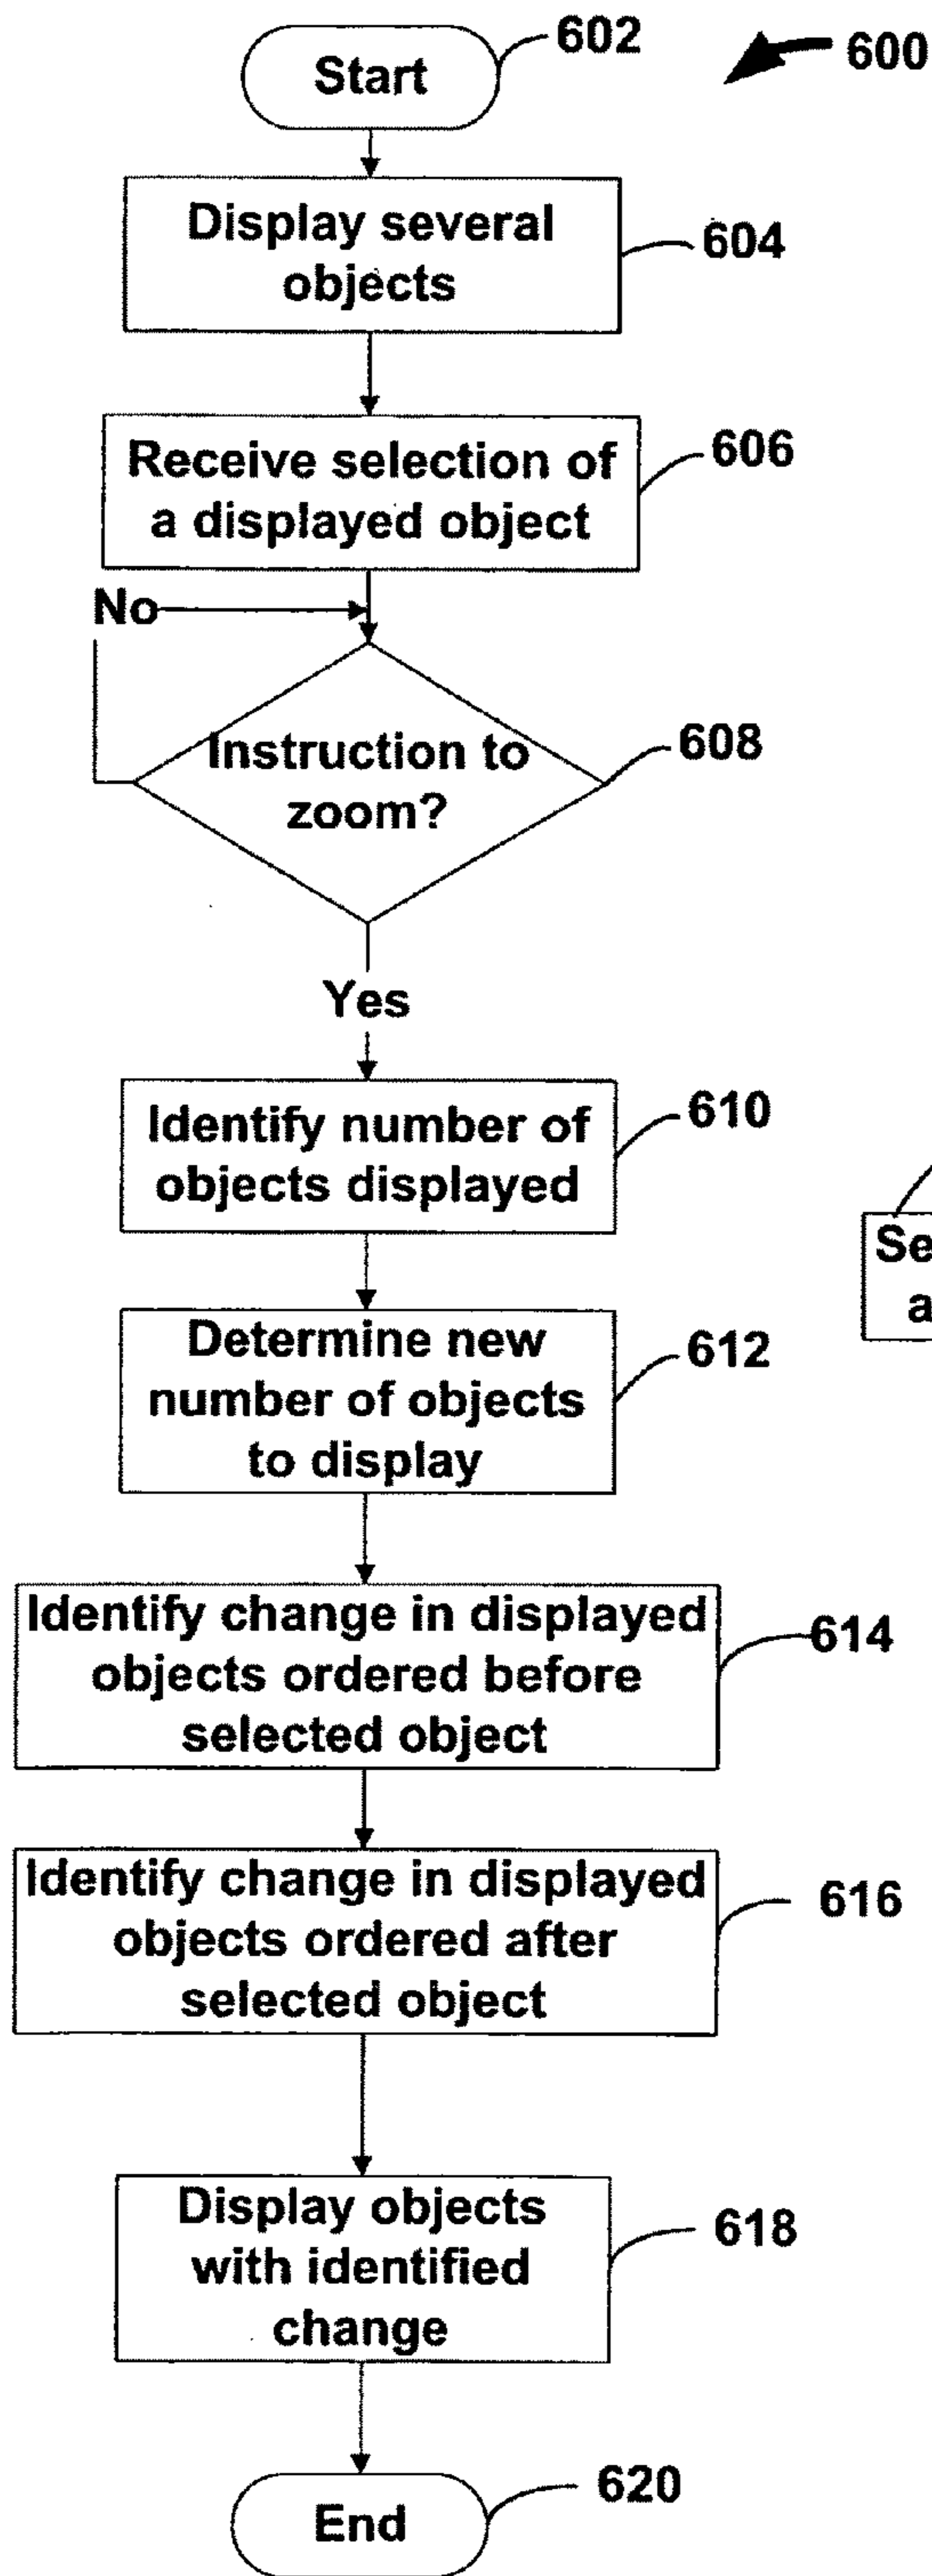 602
600
Start
Display several
objects
604
Receive selection of
a displayed object
606
No
Instruction to
zoom?
608
Yes
Identify number of
objects displayed
610
Determine new
number of objects
to display
612
Identify change in displayed
objects ordered before
selected object
614
Identify change in displayed
objects ordered after
selected object
616
Display objects
with identified
change
618
End
620